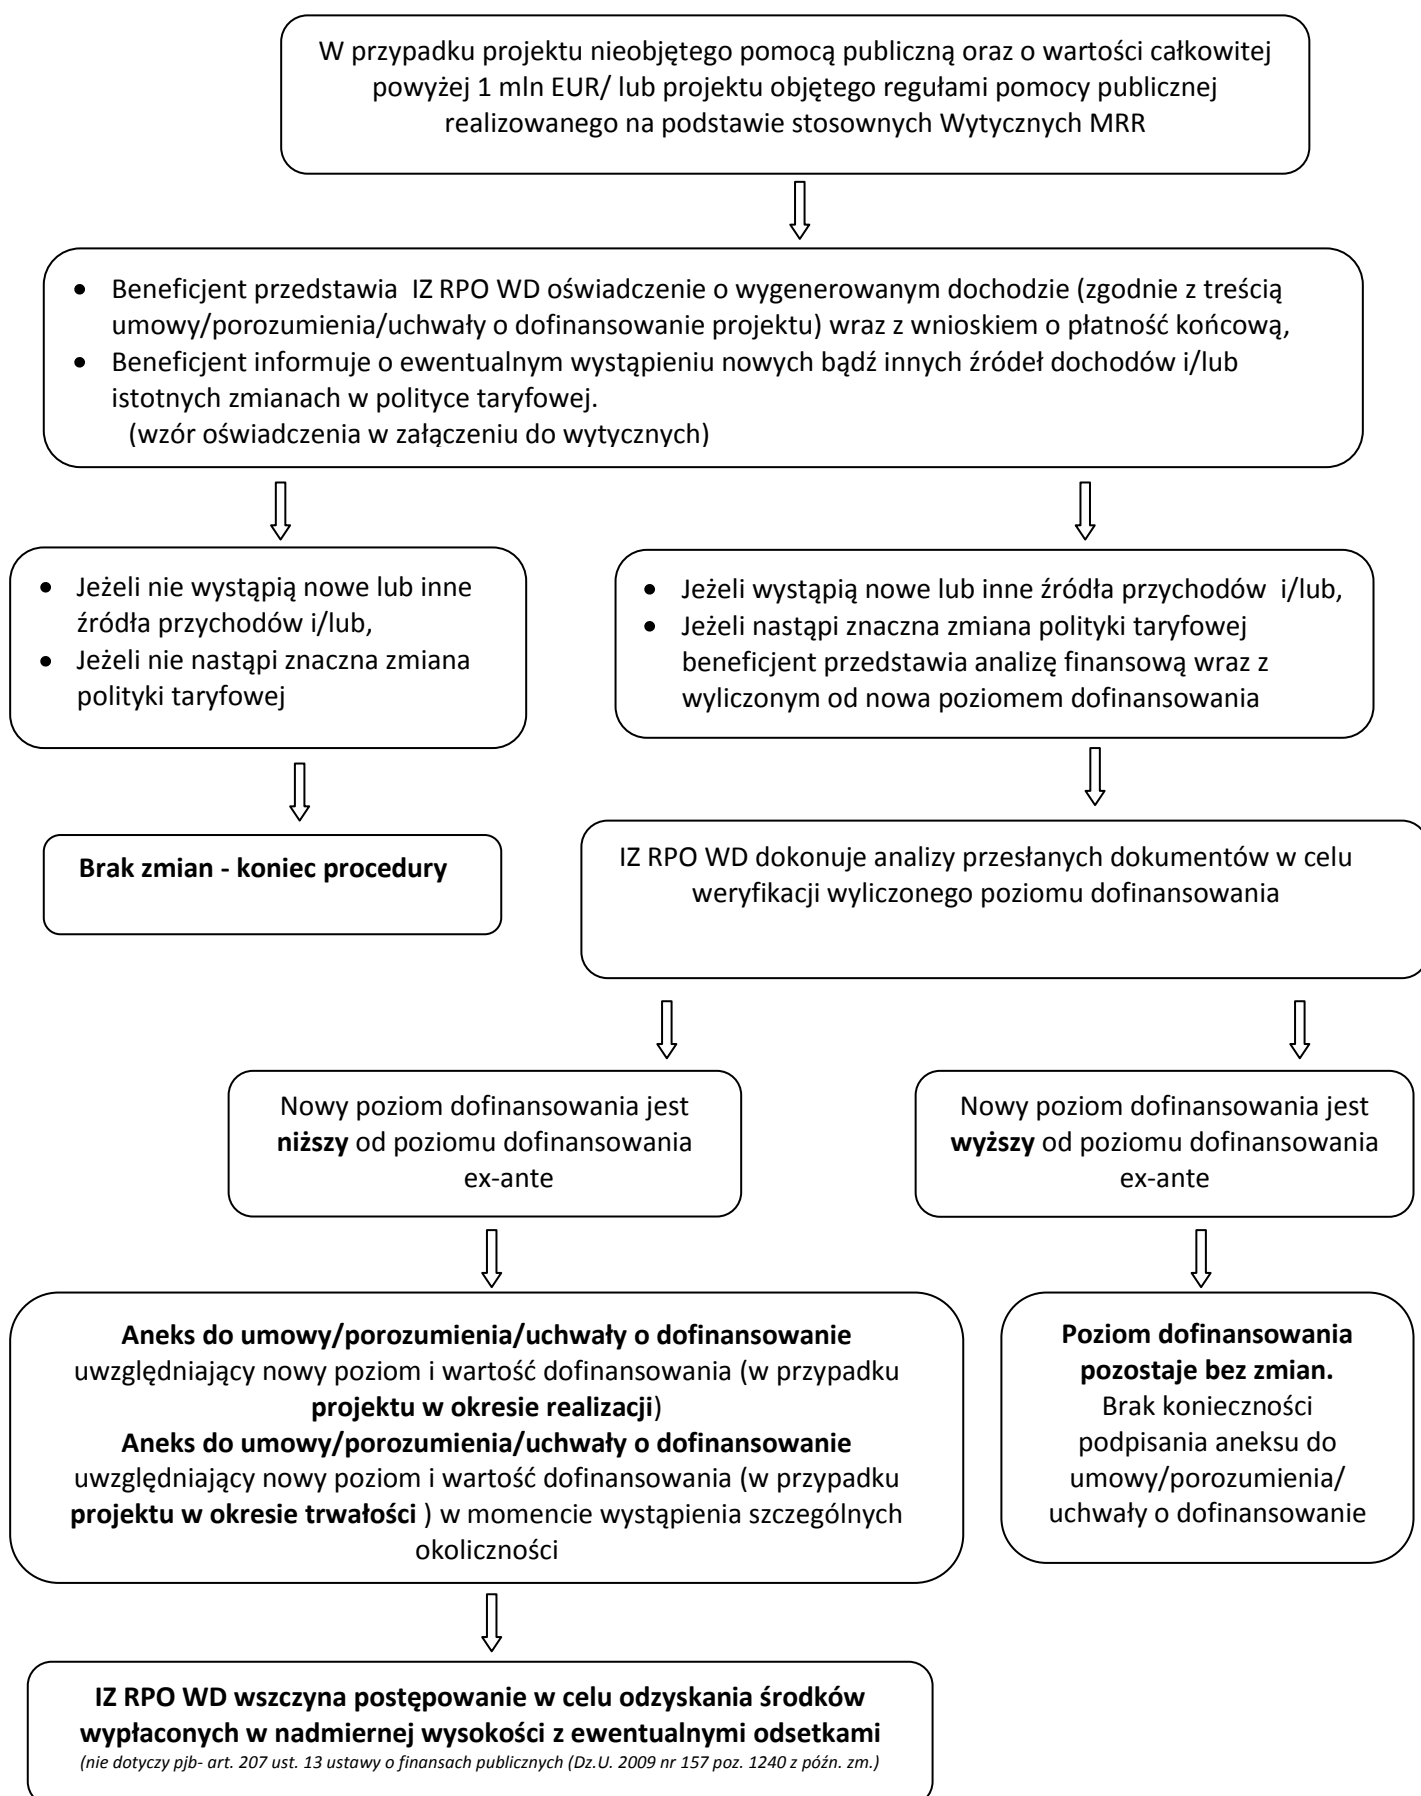 W przypadku projektu nieobjętego pomocą publiczną oraz o wartości całkowitej
powyżej 1 mln EUR/ lub projektu objętego regułami pomocy publicznej
realizowanego na podstawie stosownych Wytycznych MRR
• Beneficjent przedstawia IZ RPO WD oświadczenie o wygenerowanym dochodzie (zgodnie z treścią
umowy/porozumienia/uchwały o dofinansowanie projektu) wraz z wnioskiem o płatność końcową,
• Beneficjent informuje o ewentualnym wystąpieniu nowych bądź innych źródeł dochodów i/lub
istotnych zmianach w polityce taryfowej.
(wzór oświadczenia w załączeniu do wytycznych)
• Jeżeli nie wystąpią nowe lub inne
źródła przychodów i/lub,
• Jeżeli nie nastąpi znaczna zmiana
polityki taryfowej
• Jeżeli wystąpią nowe lub inne źródła przychodów i/lub,
• Jeżeli nastąpi znaczna zmiana polityki taryfowej
beneficjent przedstawia analizę finansową wraz z
wyliczonym od nowa poziomem dofinansowania
Brak zmian - koniec procedury
IZ RPO WD dokonuje analizy przesłanych dokumentów w celu
weryfikacji wyliczonego poziomu dofinansowania
Nowy poziom dofinansowania jest
niższy od poziomu dofinansowania
ex-ante
Nowy poziom dofinansowania jest
wyższy od poziomu dofinansowania
ex-ante
Aneks do umowy/porozumienia/uchwały o dofinansowanie
uwzględniający nowy poziom i wartość dofinansowania (w przypadku
projektu w okresie realizacji)
Aneks do umowy/porozumienia/uchwały o dofinansowanie
uwzględniający nowy poziom i wartość dofinansowania (w przypadku
projektu w okresie trwałości ) w momencie wystąpienia szczególnych
okoliczności
Poziom dofinansowania
pozostaje bez zmian.
Brak konieczności
podpisania aneksu do
umowy/porozumienia/
uchwały o dofinansowanie
IZ RPO WD wszczyna postępowanie w celu odzyskania środków
wypłaconych w nadmiernej wysokości z ewentualnymi odsetkami
(nie dotyczy pjb- art. 207 ust. 13 ustawy o finansach publicznych (Dz.U. 2009 nr 157 poz. 1240 z późn. zm.)